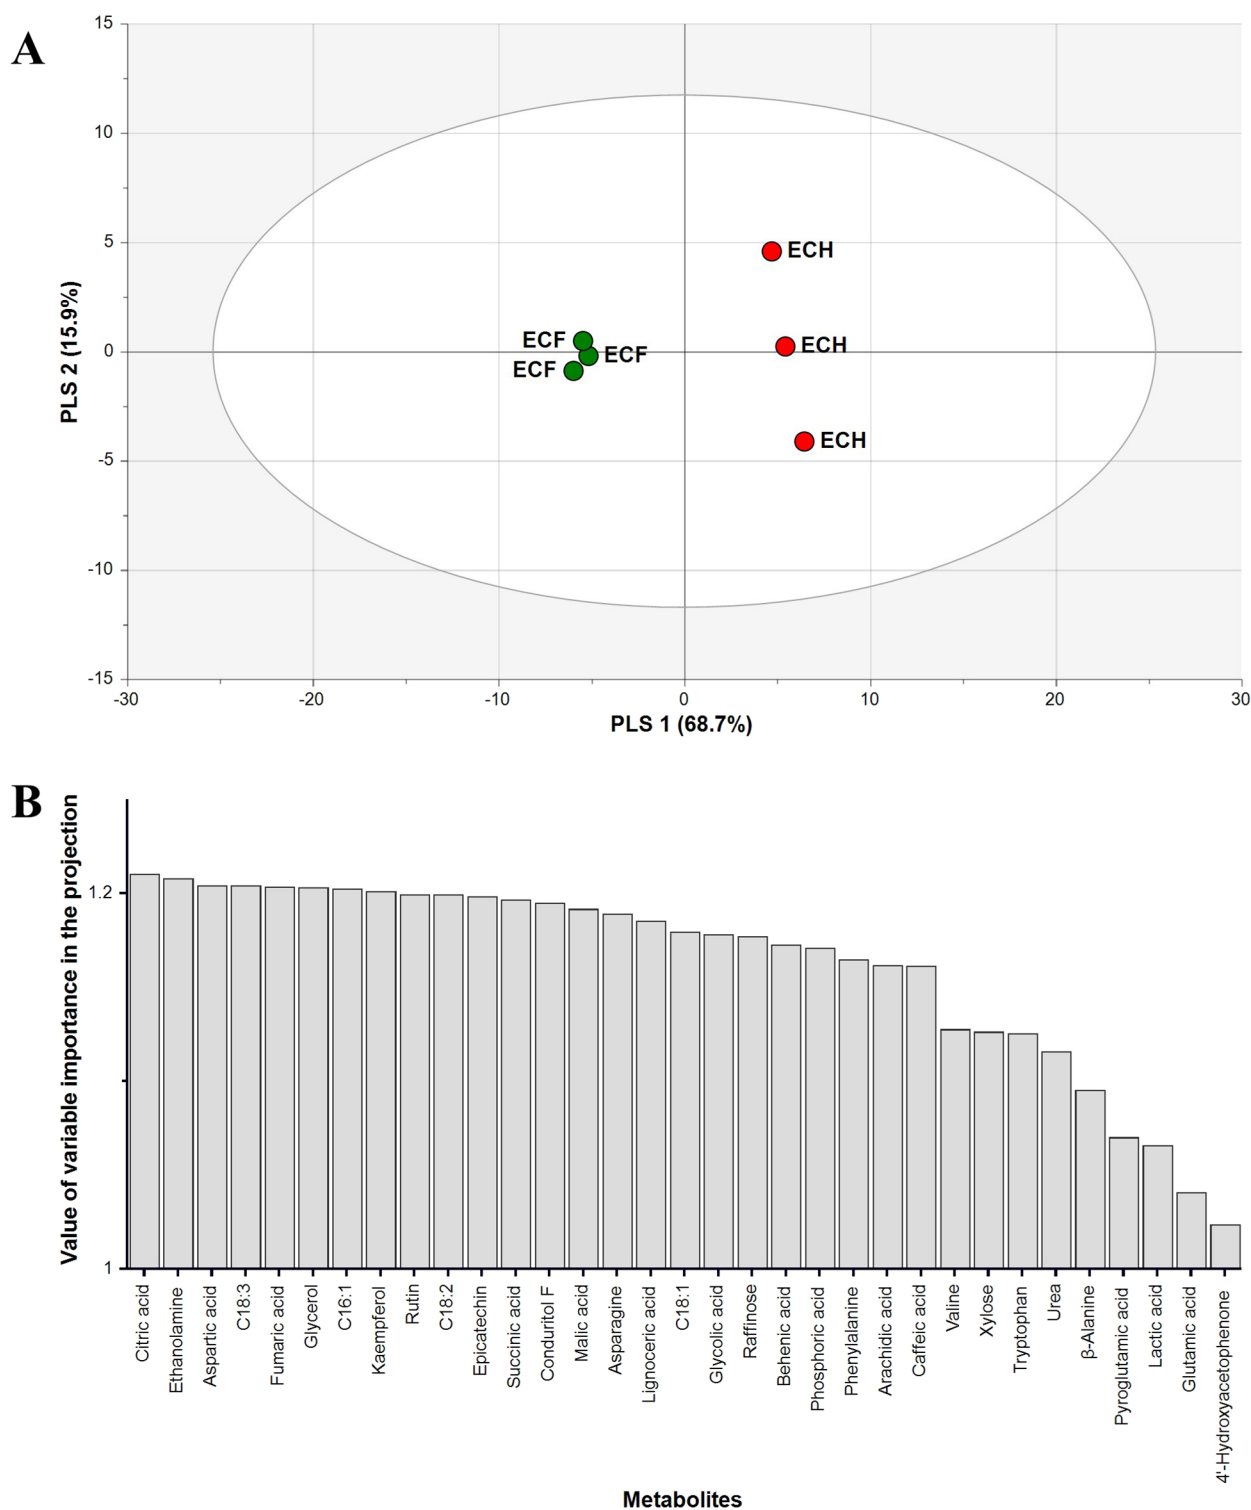 A
15
10
5
0
-5
-10
-15
PLS 2 (15.9%)
ECH
ECF
ECH
ECF
ECF
ECH
-30
-20
-10
0
10
20
30
PLS 1 (68.7%)
B
Value of variable importance in the projection
1.2
1
Citric acid
Ethanolamine
Aspartic acid
C18:3
Fumaric acid
Glycerol
C16:1
Kaempferol
Rutin
C18:2
Epicatechin
Succinic acid
Conduritol F
Malic acid
Asparagine
Lignoceric acid
C18:1
Glycolic acid
Raffinose
Behenic acid
Phosphoric acid
Phenylalanine
Arachidic acid
Caffeic acid
Valine
Xylose
Tryptophan
Urea
β-Alanine
Pyroglutamic acid
Lactic acid
Glutamic acid
4'-Hydroxyacetophenone
Metabolites